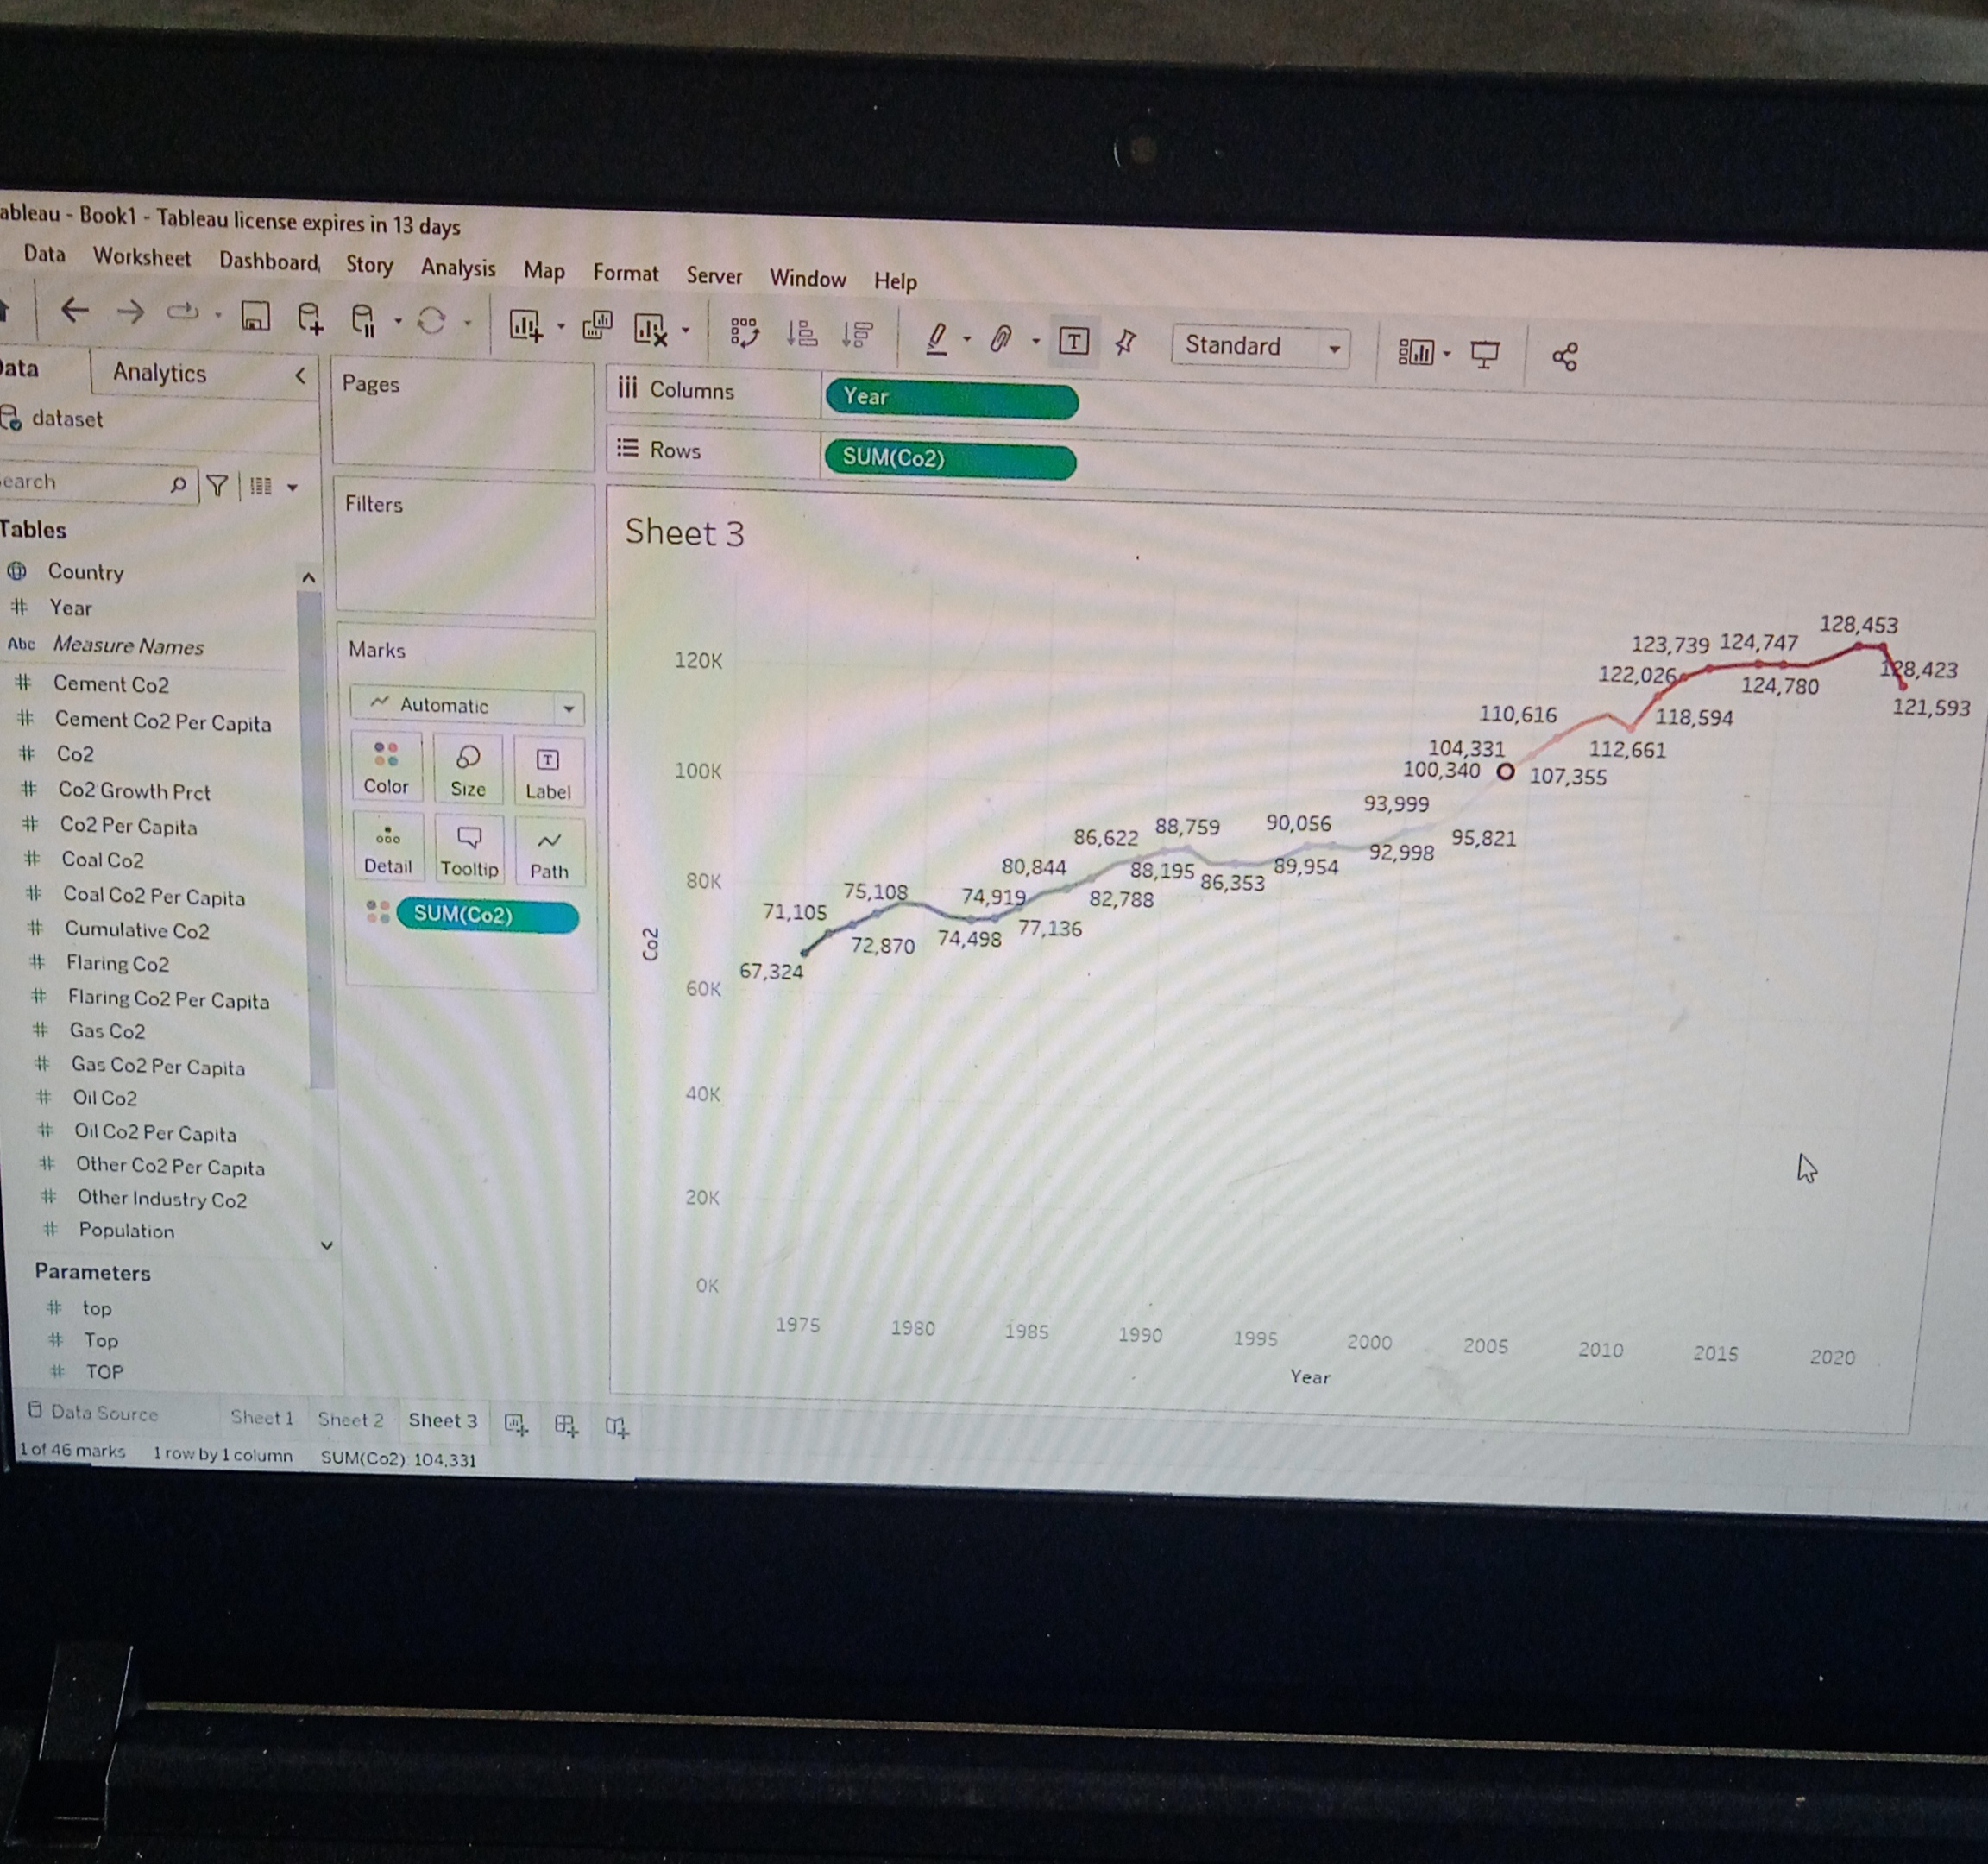 ableau - Book1 - Tableau license expires in 13 days
Data Worksheet Dashboard Story Analysis Map Format Server Window Help
Standard
ata Analytics
dataset
earch
Tables
Country
Year
Abc Measure Names
Cement Co2
Cement Co2 Per Capita
Co2
Co2 Growth Prct
Co2 Per Capita
Coal Co2
Coal Co2 Per Capita
Cumulative Co2
Flaring Co2
Flaring Co2 Per Capita
Gas Co2
Gas Co2 Per Capita
Oil Co2
Oil Co2 Per Capita
Other Co2 Per Capita
Other Industry Co2
Population
Parameters
top
Top
TOP
Pages
Filters
Marks
Automatic
Color Size Label
Detail Tooltip Path
SUM(Co2)
Columns Year
Rows SUM(Co2)
Sheet 3
128,453
123,739 124,747
120K
122,026 128,423
124,780
121,593
110,616 118,594
104,331 112,661
100K 100,340 107,355
93,999
86,622 88,759 90,056 95,821
80,844 88,195 89,954 92,998
80K 86,353
75,108 74,919 82,788
71,105
77,136
72,870 74,498
67,324
60K
Co2
40K
20K
0K
1975 1980 1985 1990 1995 2000 2005 2010 2015 2020
Year
Data Source Sheet 1 Sheet 2 Sheet 3
1 of 46 marks 1 row by 1 column SUM(Co2): 104,331